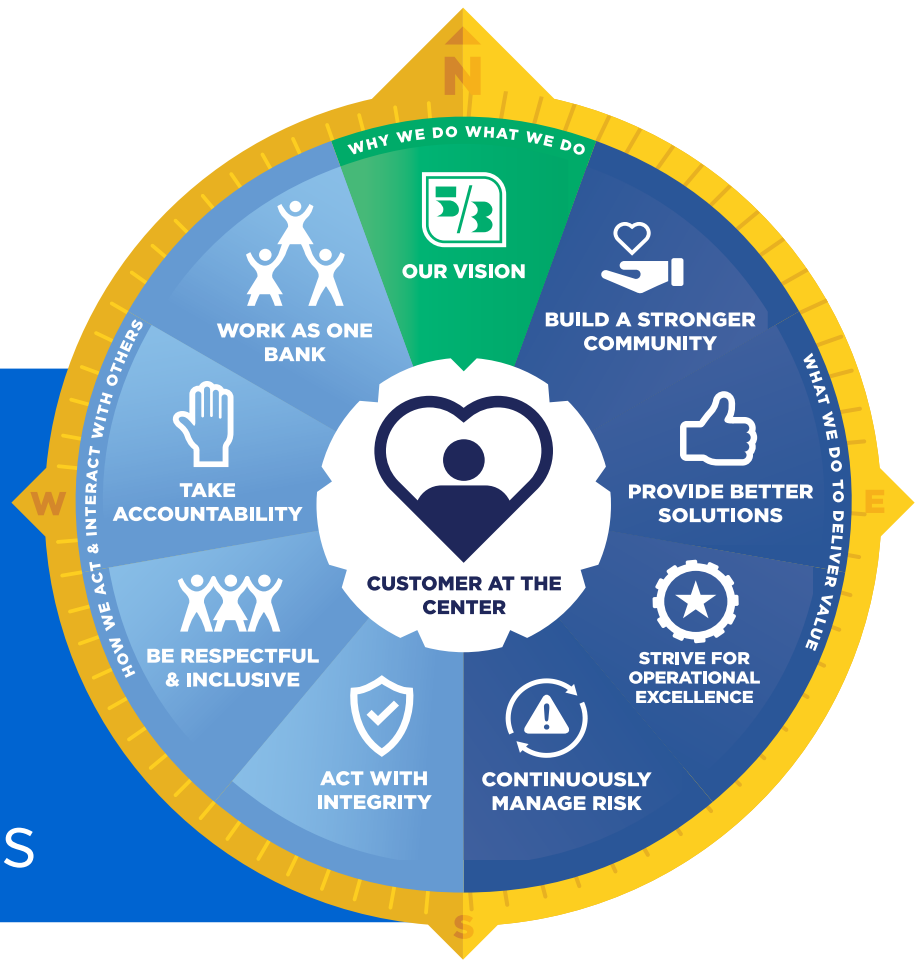 N
WHY WE DO WHAT WE DO
5/3
OUR VISION
BUILD A STRONGER
COMMUNITY
WHAT WE DO TO DELIVER VALUE
PROVIDE BETTER
SOLUTIONS
E
STRIVE FOR
OPERATIONAL
EXCELLENCE
CONTINUOUSLY
MANAGE RISK
S
ACT WITH
INTEGRITY
BE RESPECTFUL
& INCLUSIVE
HOW WE ACT & INTERACT WITH OTHERS
W
TAKE
ACCOUNTABILITY
WORK AS ONE
BANK
CUSTOMER AT THE
CENTER
S